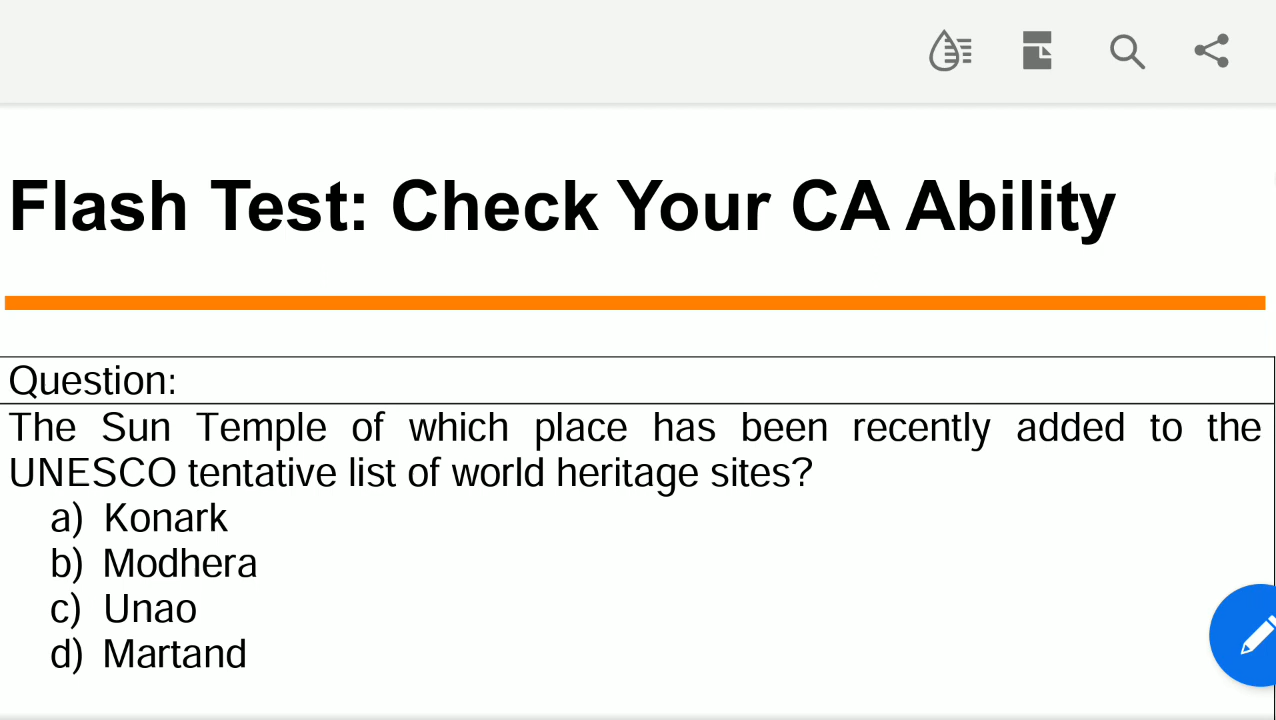 Flash Test: Check Your CA Ability
Question:
The Sun Temple of which place has been recently added to the
UNESCO tentative list of world heritage sites?
a) Konark
b) Modhera
c) Unao
d) Martand